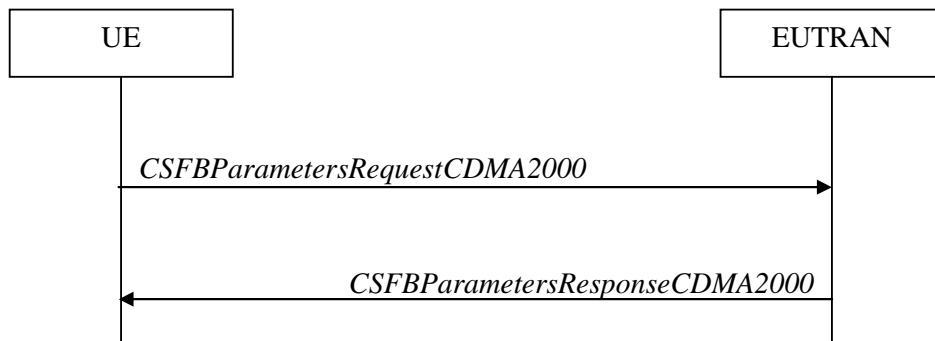 UE
EUTRAN
CSFBParametersRequestCDMA2000
CSFBParametersResponseCDMA2000